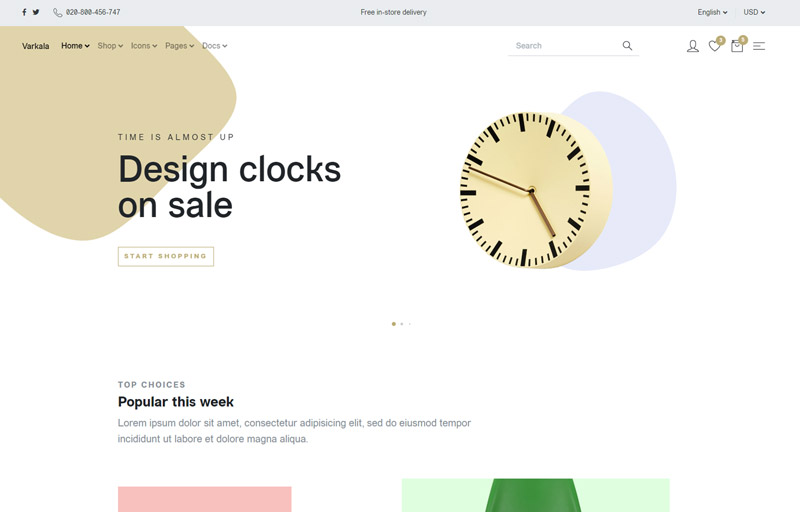 020-800-456-747
Free in-store delivery
English
USD
Varkala
Home
Shop
Icons
Pages
Docs
Search
TIME IS ALMOST UP
Design clocks
on sale
START SHOPPING
TOP CHOICES
Popular this week
Lorem ipsum dolor sit amet, consectetur adipisicing elit, sed do eiusmod tempor
incididunt ut labore et dolore magna aliqua.